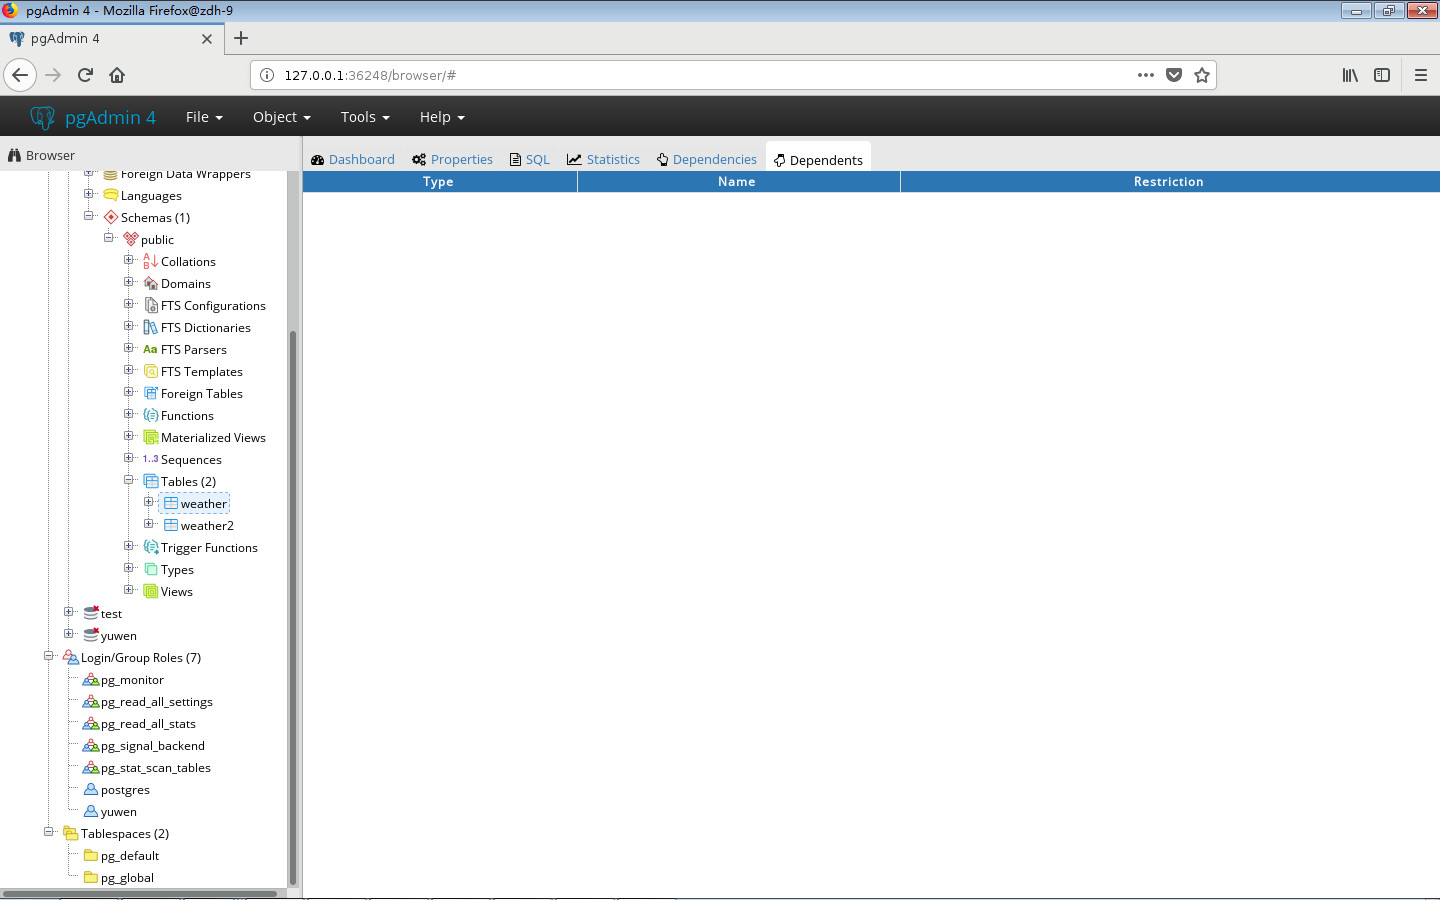 pgAdmin 4 - Mozilla Firefox@zdh-9
pgAdmin 4
127.0.0.1:36248/browser/#
pgAdmin 4 File Object Tools Help
Browser
Dashboard Properties SQL Statistics Dependencies Dependents
Type Name Restriction
Foreign Data Wrappers
Languages
Schemas (1)
public
A
B
Collations
Domains
FTS Configurations
FTS Dictionaries
Aa FTS Parsers
FTS Templates
Foreign Tables
Functions
Materialized Views
1..3 Sequences
Tables (2)
weather
weather2
Trigger Functions
Types
Views
test
yuwen
Login/Group Roles (7)
pg_monitor
pg_read_all_settings
pg_read_all_stats
pg_signal_backend
pg_stat_scan_tables
postgres
yuwen
Tablespaces (2)
pg_default
pg_global